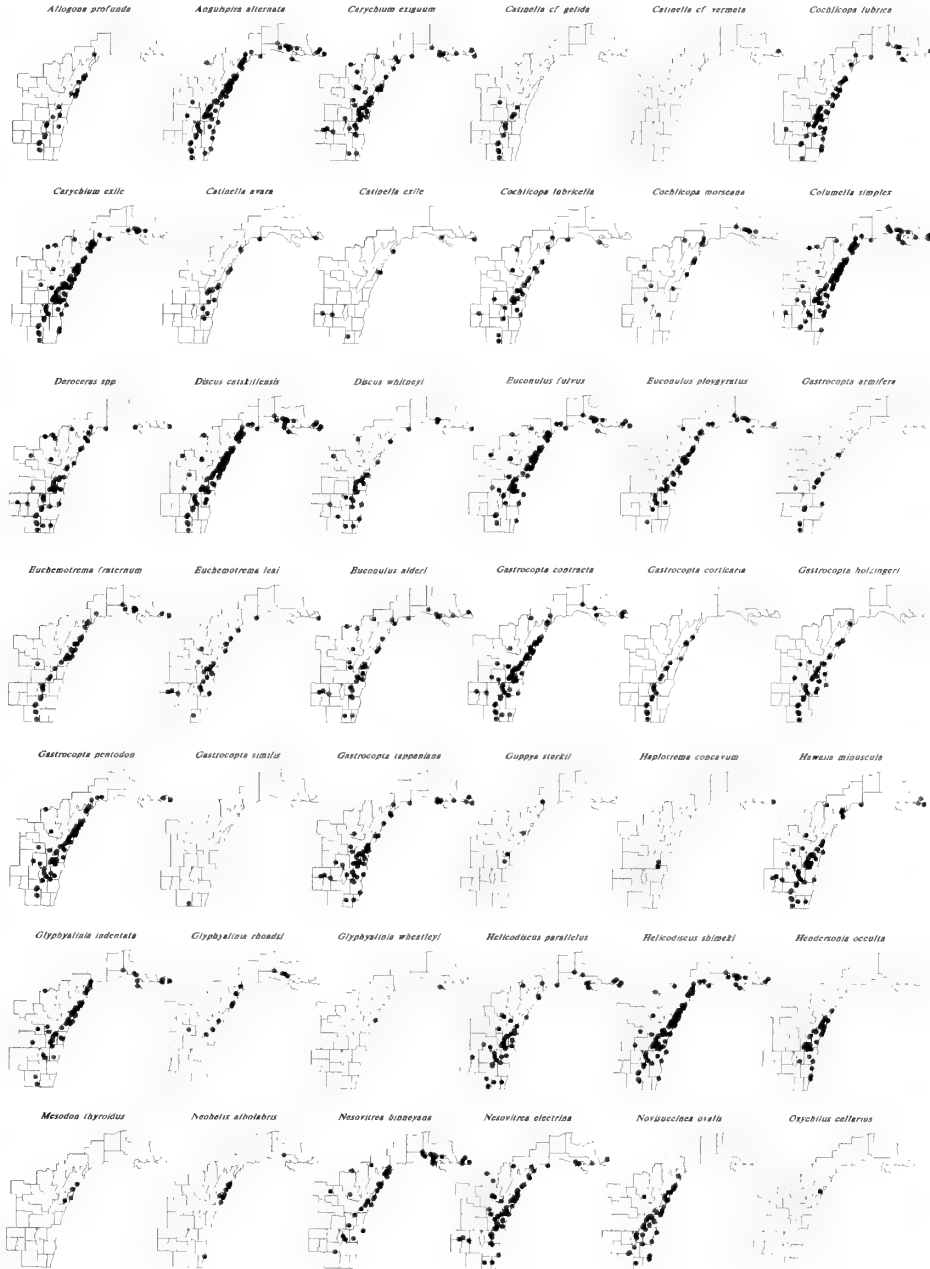 Allogona profunda Anguispira alternata Carychium exiguum Catinella cf gelida Catinella cf vermeta Cochlicopa lubrica
Carychium exile Catinella avara Catinella exile Cochlicopa lubricella Cochlicopa morseana Columella simplex
Deroceras spp. Discus catskillensis Discus whitneyi Euconulus fulvus Euconulus ploygyratus Gastrocopta armifera
Euchemotrema fraternum Euchemotrema leai Euconulus alderi Gastrocopta contracta Gastrocopta corticaria Gastrocopta holzingeri
Gastrocopta pentodon Gastrocopta similis Gastrocopta tappaniana Guppya sterkii Haplotrema concavum Hawaiia minuscula
Glyphyalinia indentata Glyphyalinia rhoadsi Glyphyalinia wheatleyi Helicodiscus parallelus Helicodiscus shimeki Hendersonia occulta
Mesodon thyroidus Neohelix albolabris Nesovitrea binneyana Nesovitrea electrina Novisuccinea ovalis Oxychilus cellarius